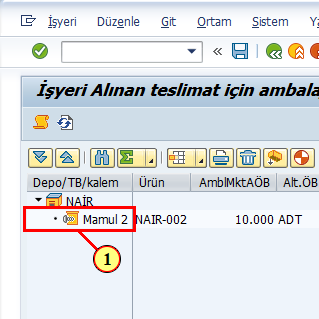 İşyeri Düzenle Git Ortam Sistem
İşyeri Alınan teslimat için ambala
Depo/TB/kalem Ürün AmblMktAÖB Alt.ÖB
NAİR
Mamul 2 NAIR-002 10.000 ADT
1